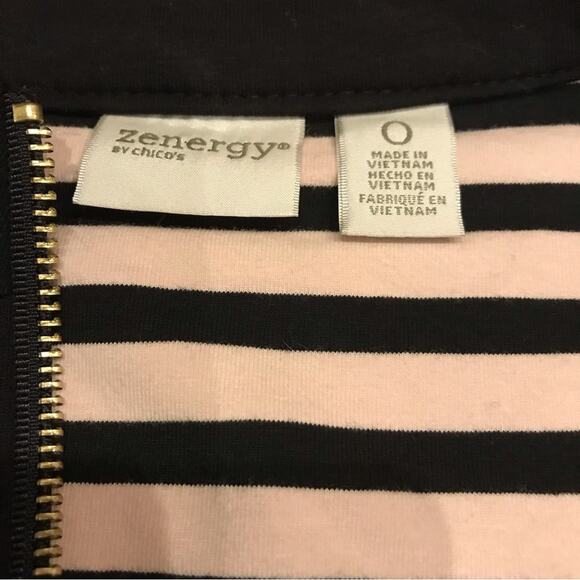 zenergy®
BY CHICO'S
0
MADE IN
VIETNAM
HECHO EN
VIETNAM
FABRIQUÉ EN
VIETNAM